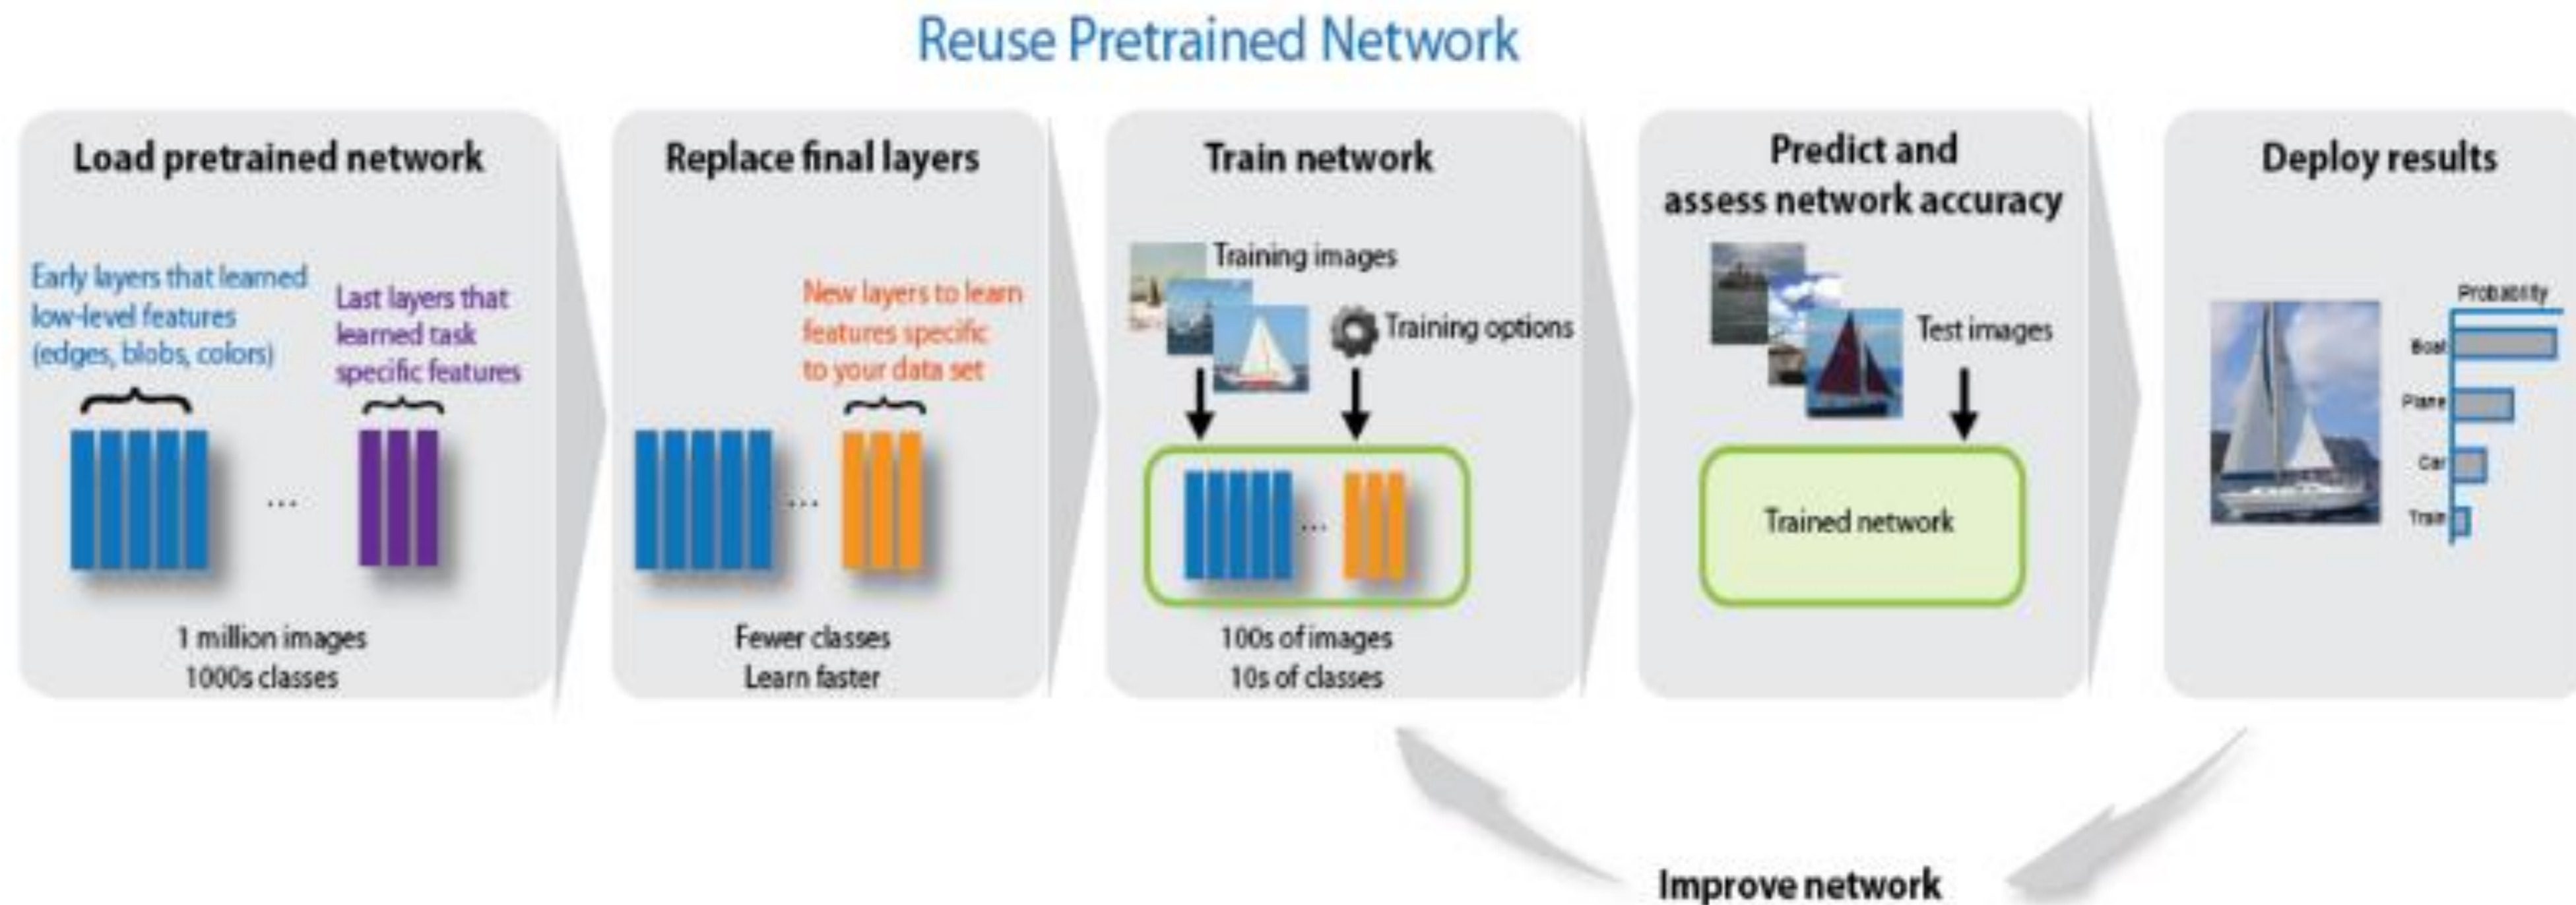 Reuse Pretrained Network
Load pretrained network
Early layers that learned
low-level features
(edges, blobs, colors)
Last layers that
learned task
specific features
...
1 million images
1000s classes
Replace final layers
New layers to learn
features specific
to your data set
...
Fewer classes
Learn faster
Train network
Training images
Training options
...
100s of images
10s of classes
Predict and
assess network accuracy
Test images
Trained network
Deploy results
Probability
Boat
Plane
Car
Train
Improve network